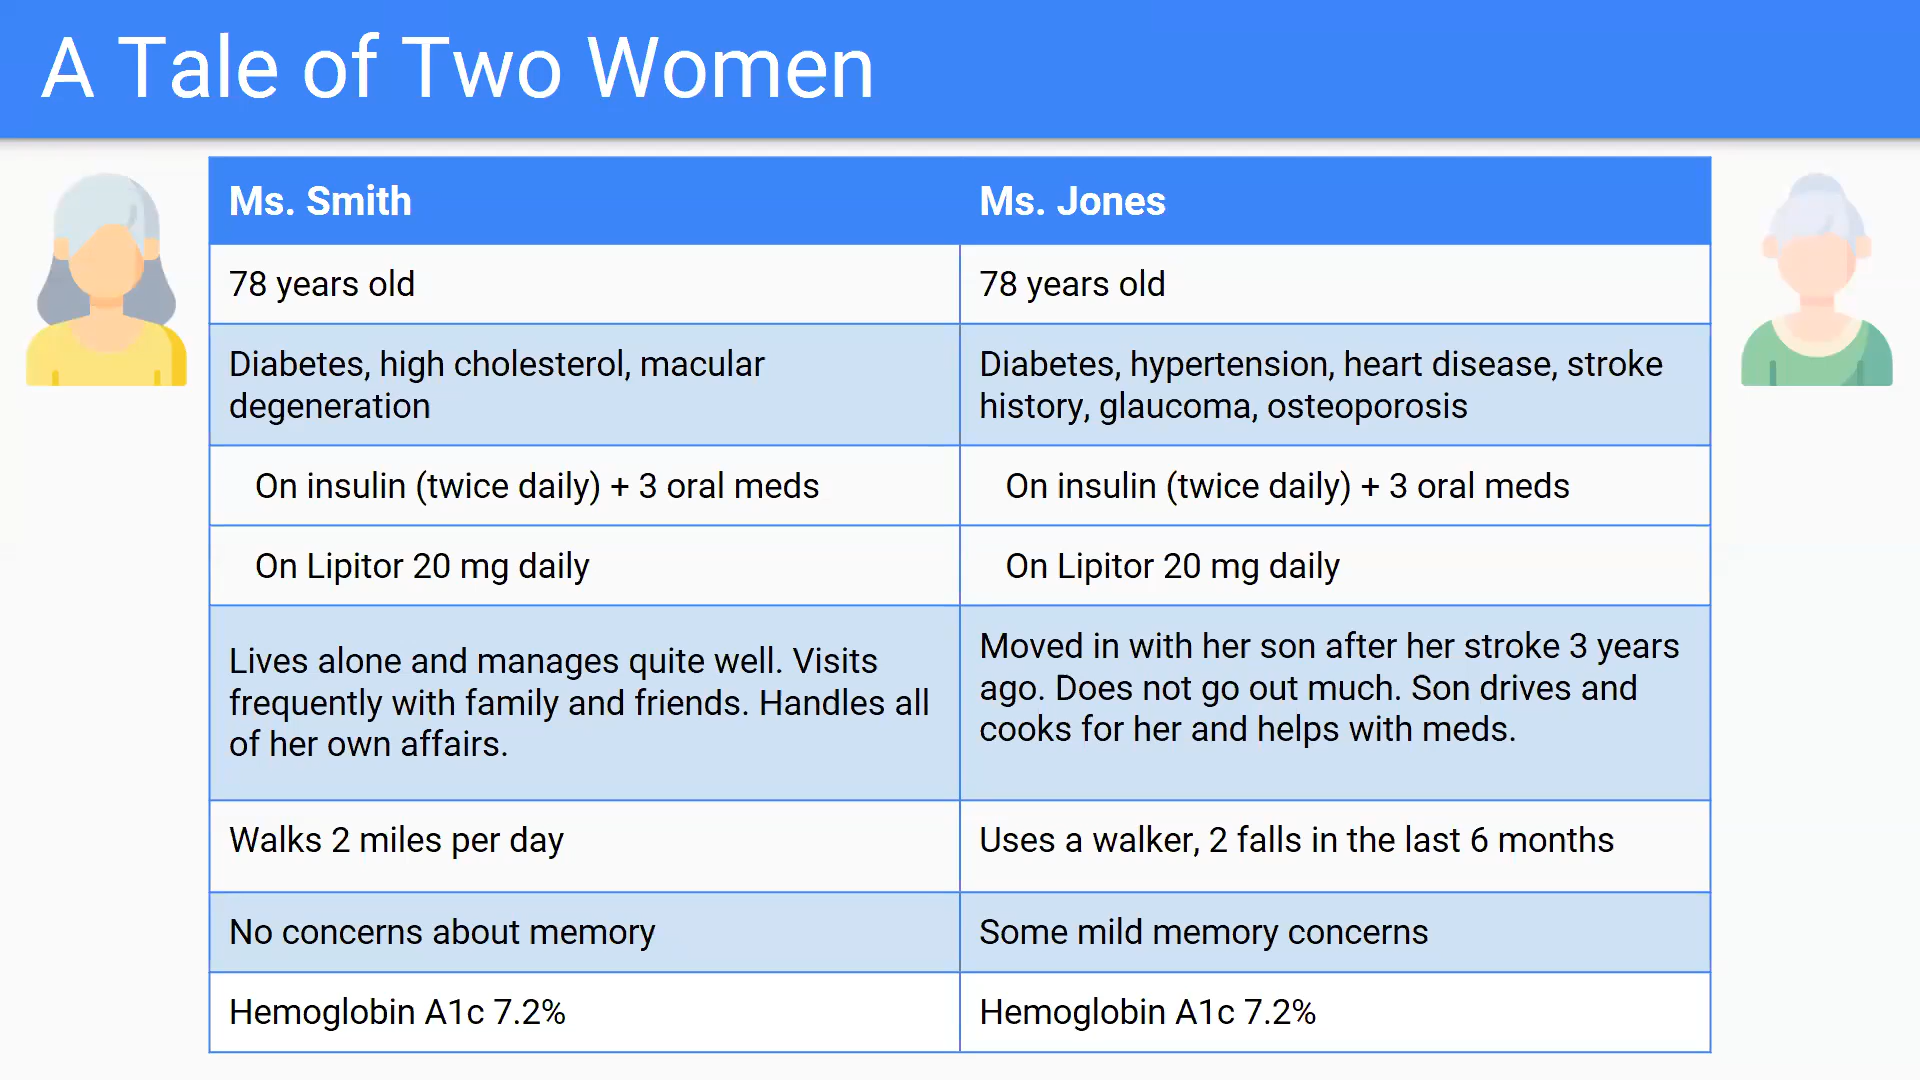 A Tale of Two Women
Ms. Smith
Ms. Jones
78 years old
78 years old
Diabetes, high cholesterol, macular
degeneration
Diabetes, hypertension, heart disease, stroke
history, glaucoma, osteoporosis
On insulin (twice daily) + 3 oral meds
On insulin (twice daily) + 3 oral meds
On Lipitor 20 mg daily
On Lipitor 20 mg daily
Lives alone and manages quite well. Visits
frequently with family and friends. Handles all
of her own affairs.
Moved in with her son after her stroke 3 years
ago. Does not go out much. Son drives and
cooks for her and helps with meds.
Walks 2 miles per day
Uses a walker, 2 falls in the last 6 months
No concerns about memory
Some mild memory concerns
Hemoglobin A1c 7.2%
Hemoglobin A1c 7.2%